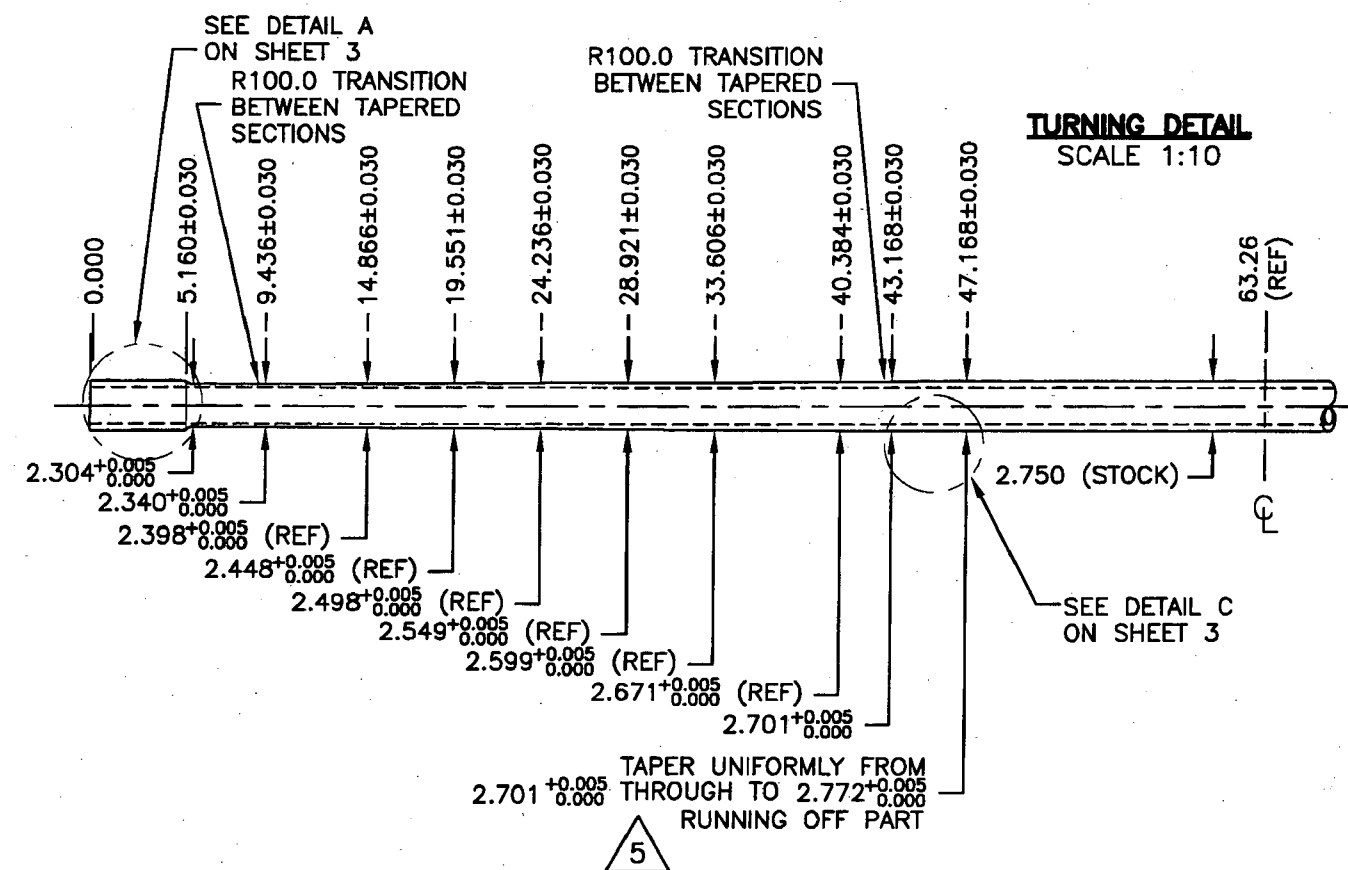 SEE DETAIL A
ON SHEET 3
R100.0 TRANSITION
BETWEEN TAPERED
SECTIONS
R100.0 TRANSITION
BETWEEN TAPERED
SECTIONS
TURNING DETAIL
SCALE 1:10
0.000
5.160±0.030
9.436±0.030
14.866±0.030
19.551±0.030
24.236±0.030
28.921±0.030
33.606±0.030
40.384±0.030
43.168±0.030
47.168±0.030
63.26
(REF)
2.304+0.005 0.000
2.340+0.005 0.000
2.398+0.005 0.000 (REF)
2.448+0.005 0.000 (REF)
2.498+0.005 0.000 (REF)
2.549+0.005 0.000 (REF)
2.599+0.005 0.000 (REF)
2.671+0.005 0.000 (REF)
2.701+0.005 0.000
2.750 (STOCK)
℄
SEE DETAIL C
ON SHEET 3
TAPER UNIFORMLY FROM
2.701+0.005 0.000 THROUGH TO 2.772+0.005 0.000
RUNNING OFF PART
5